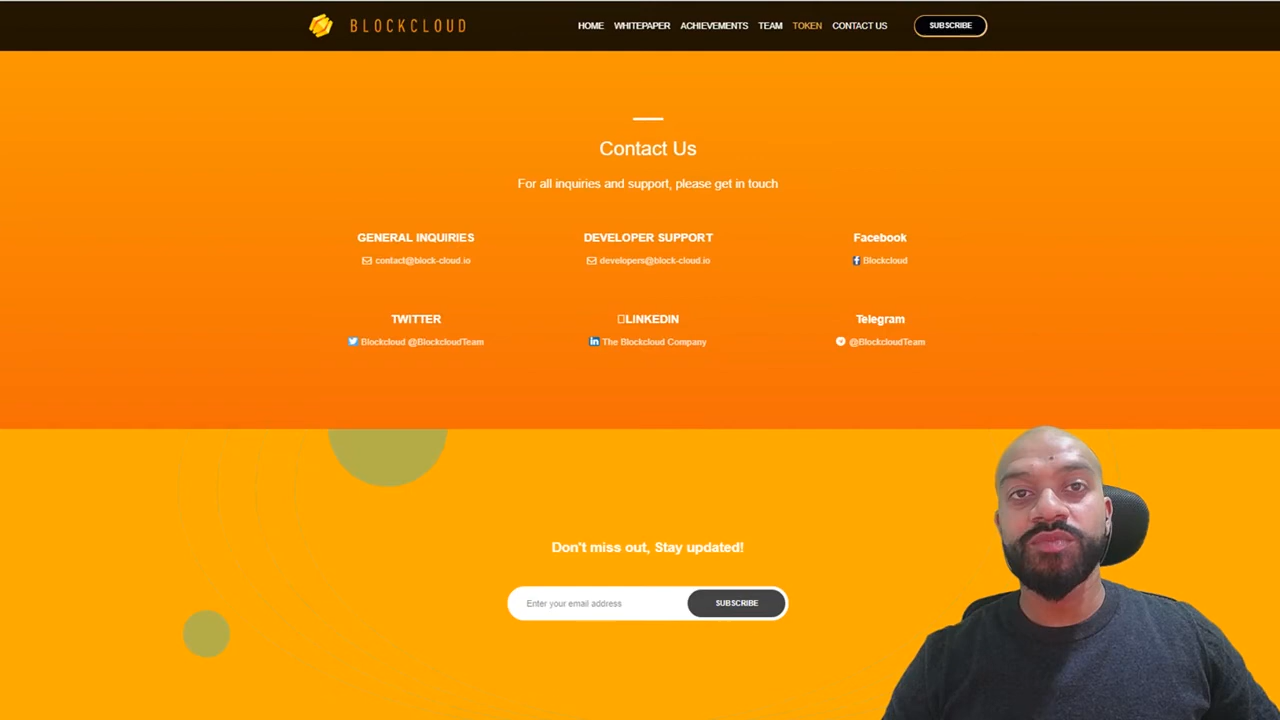 BLOCKCLOUD
HOME WHITEPAPER ACHIEVEMENTS TEAM TOKEN CONTACT US SUBSCRIBE
Contact Us
For all inquiries and support, please get in touch
GENERAL INQUIRIES DEVELOPER SUPPORT Facebook
contact@block-cloud.io developers@block-cloud.io Blockcloud
TWITTER LINKEDIN Telegram
Blockcloud @BlockcloudTeam The Blockcloud Company @BlockcloudTeam
Don't miss out, Stay updated!
Enter your email address SUBSCRIBE